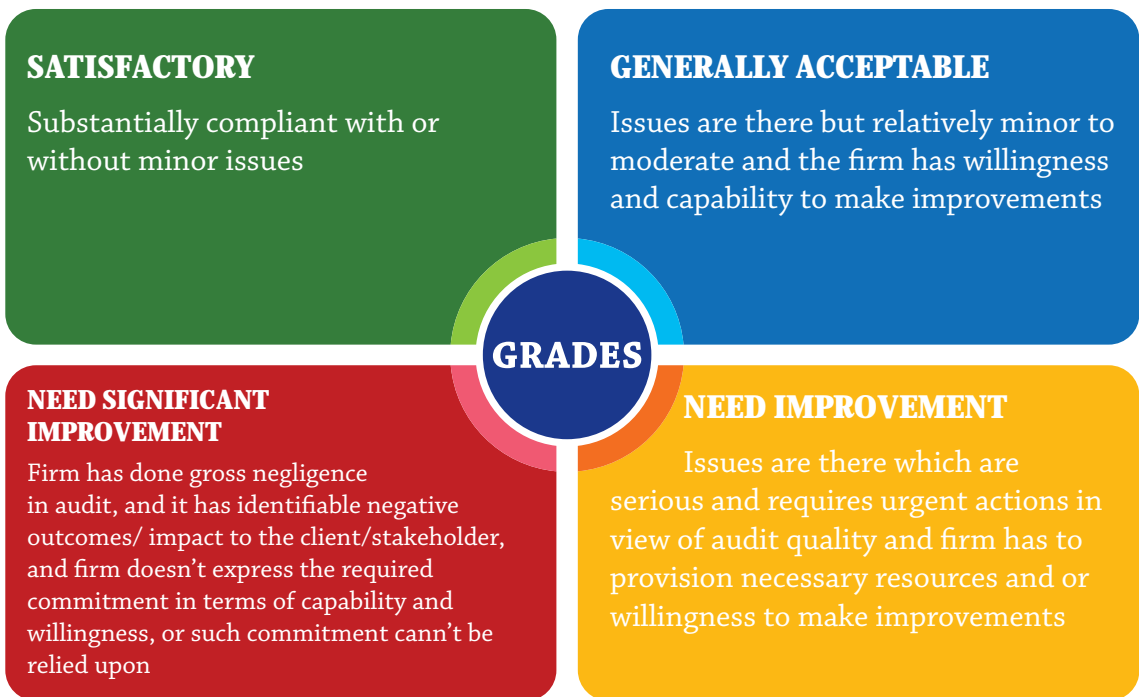 SATISFACTORY
Substantially compliant with or
without minor issues
GENERALLY ACCEPTABLE
Issues are there but relatively minor to
moderate and the firm has willingness
and capability to make improvements
GRADES
NEED SIGNIFICANT
IMPROVEMENT
Firm has done gross negligence
in audit, and it has identifiable negative
outcomes/ impact to the client/stakeholder,
and firm doesn’t express the required
commitment in terms of capability and
willingness, or such commitment cann’t be
relied upon
NEED IMPROVEMENT
Issues are there which are
serious and requires urgent actions in
view of audit quality and firm has to
provision necessary resources and or
willingness to make improvements